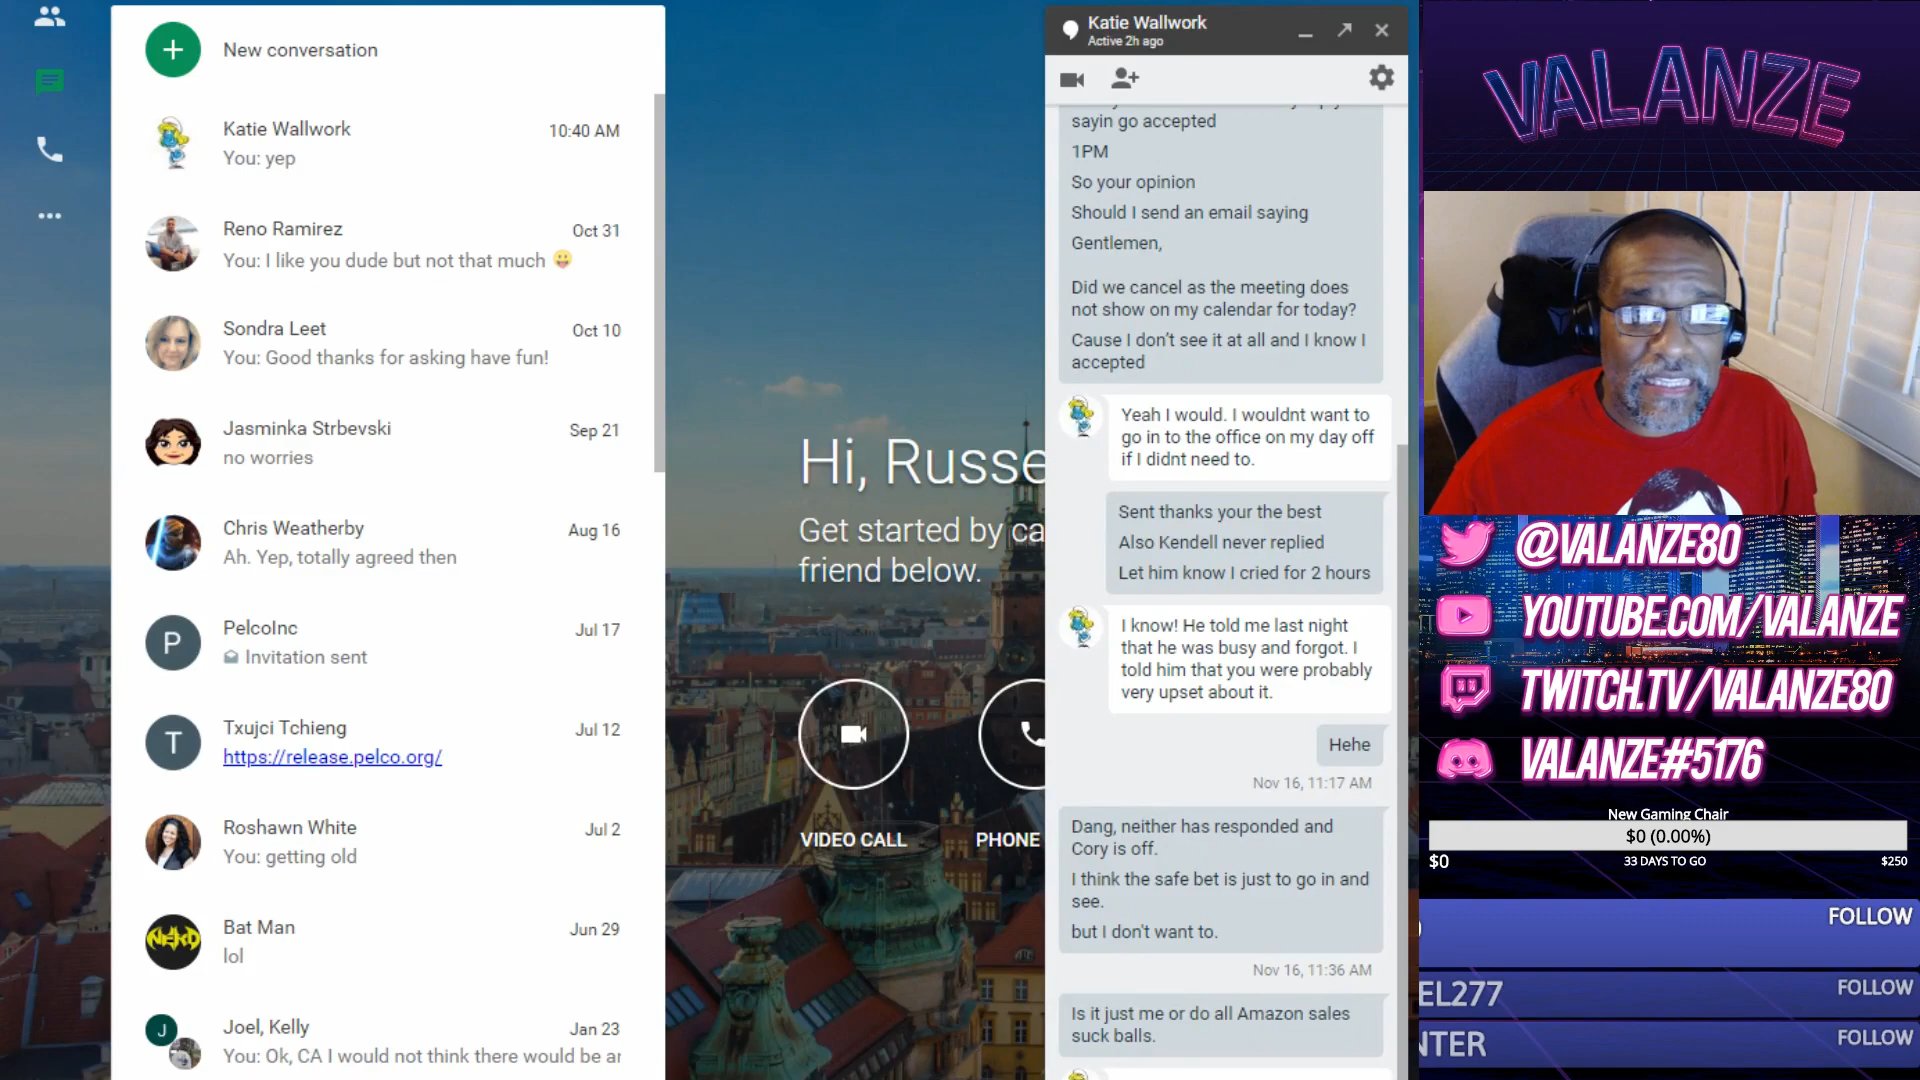 New conversation
Katie Wallwork
10:40 AM
You: yep
Reno Ramirez
Oct 31
You: I like you dude but not that much 😛
Sondra Leet
Oct 10
You: Good thanks for asking have fun!
Jasminka Strbevski
Sep 21
no worries
Chris Weatherby
Aug 16
Ah. Yep, totally agreed then
P
PelcoInc
Jul 17
Invitation sent
T
Txujci Tchieng
Jul 12
https://release.pelco.org/
Roshawn White
Jul 2
You: getting old
NERD
Bat Man
Jun 29
lol
J
Joel, Kelly
Jan 23
You: Ok, CA I would not think there would be ar
Hi, Russe
Get started by ca
friend below.
VIDEO CALL
PHONE
Katie Wallwork
Active 2h ago
sayin go accepted
1PM
So your opinion
Should I send an email saying
Gentlemen,
Did we cancel as the meeting does
not show on my calendar for today?
Cause I don't see it at all and I know I
accepted
Yeah I would. I wouldnt want to
go in to the office on my day off
if I didnt need to.
Sent thanks your the best
Also Kendell never replied
Let him know I cried for 2 hours
I know! He told me last night
that he was busy and forgot. I
told him that you were probably
very upset about it.
Hehe
Nov 16, 11:17 AM
Dang, neither has responded and
Cory is off.
I think the safe bet is just to go in and
see.
but I don't want to.
Nov 16, 11:36 AM
Is it just me or do all Amazon sales
suck balls.
VALANZE
@VALANZE80
YOUTUBE.COM/VALANZE
TWITCH.TV/VALANZE80
VALANZE#5176
New Gaming Chair
$0 (0.00%)
$0
33 DAYS TO GO
$250
FOLLOW
EL277
FOLLOW
NTER
FOLLOW